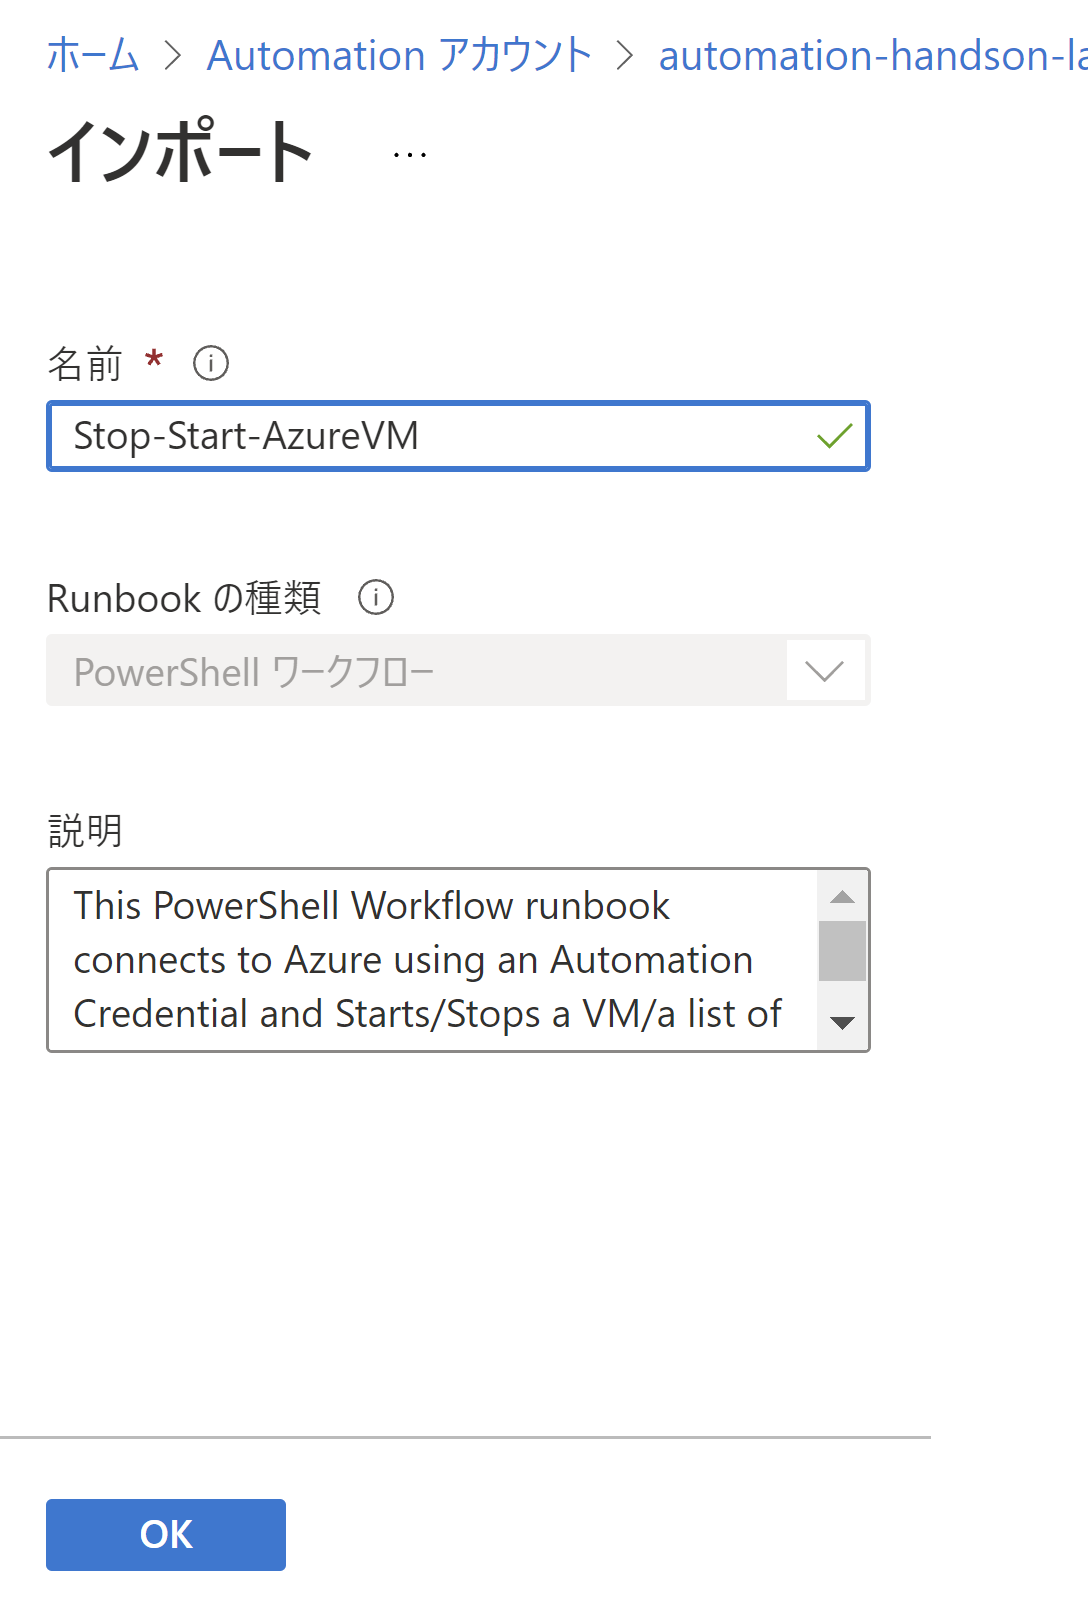 ホーム > Automation アカウント > automation-handson-la
インポート ...
名前 *
Stop-Start-AzureVM
Runbook の種類
PowerShell ワークフロー
説明
This PowerShell Workflow runbook
connects to Azure using an Automation
Credential and Starts/Stops a VM/a list of
OK